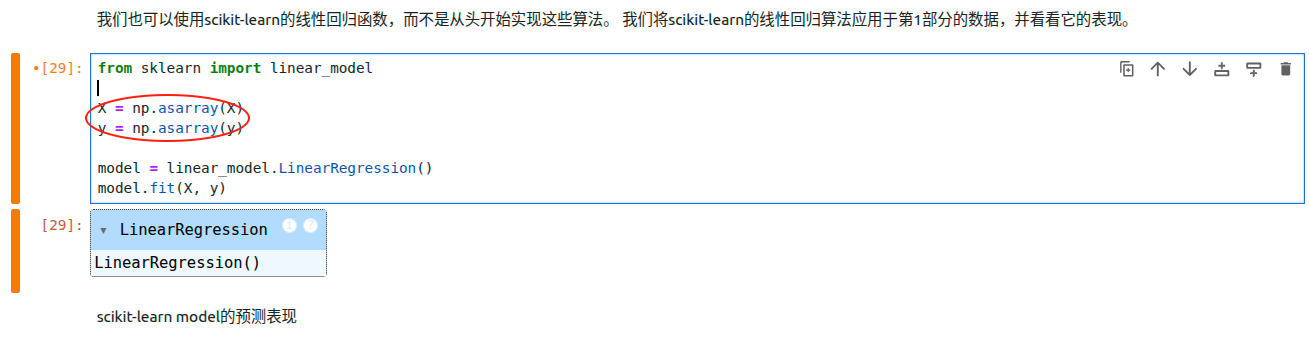 我们也可以使用scikit-learn的线性回归函数，而不是从头开始实现这些算法。 我们将scikit-learn的线性回归算法应用于第1部分的数据，并看看它的表现。
•[29]: from sklearn import linear_model
X = np.asarray(X)
y = np.asarray(y)
model = linear_model.LinearRegression()
model.fit(X, y)
[29]: ▾ LinearRegression i ?
LinearRegression()
scikit-learn model的预测表现